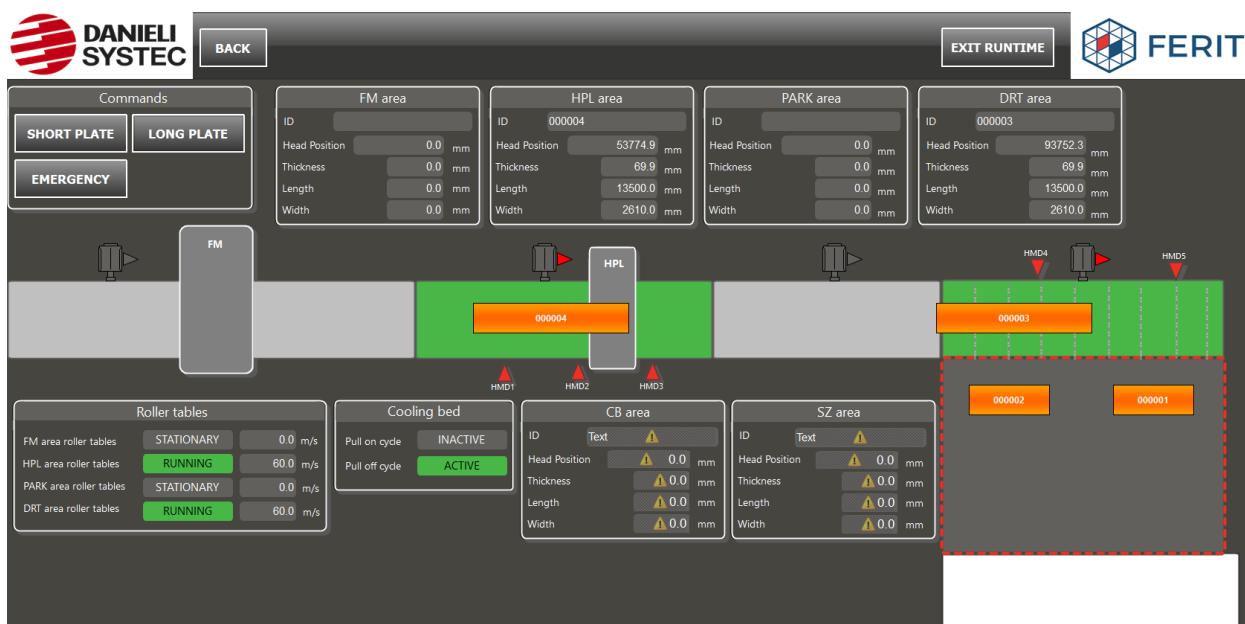 DANIELI
SYSTEC
BACK
EXIT RUNTIME
FERIT
Commands
SHORT PLATE LONG PLATE
EMERGENCY
FM area
ID
Head Position 0.0 mm
Thickness 0.0 mm
Length 0.0 mm
Width 0.0 mm
HPL area
ID 000004
Head Position 53774.9 mm
Thickness 69.9 mm
Length 13500.0 mm
Width 2610.0 mm
PARK area
ID
Head Position 0.0 mm
Thickness 0.0 mm
Length 0.0 mm
Width 0.0 mm
DRT area
ID 000003
Head Position 93752.3 mm
Thickness 69.9 mm
Length 13500.0 mm
Width 2610.0 mm
FM
HPL
HMD4
HMD5
000004
000003
HMD1 HMD2 HMD3
000002 000001
Roller tables
FM area roller tables STATIONARY 0.0 m/s
HPL area roller tables RUNNING 60.0 m/s
PARK area roller tables STATIONARY 0.0 m/s
DRT area roller tables RUNNING 60.0 m/s
Cooling bed
Pull on cycle INACTIVE
Pull off cycle ACTIVE
CB area
ID Text
Head Position 0.0 mm
Thickness 0.0 mm
Length 0.0 mm
Width 0.0 mm
SZ area
ID Text
Head Position 0.0 mm
Thickness 0.0 mm
Length 0.0 mm
Width 0.0 mm